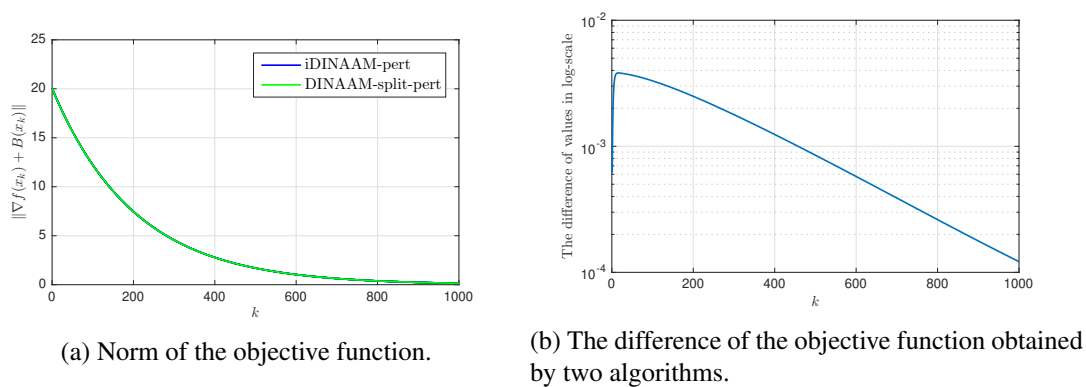 25
20
15
10
5
0
0 200 400 600 800 1000
k
‖∇f(x_k) + B(x_k)‖
iDINAAM-pert
DINAAM-split-pert
(a) Norm of the objective function.
10^{-2}
10^{-3}
10^{-4}
0 200 400 600 800 1000
k
The difference of values in log-scale
(b) The difference of the objective function obtained
by two algorithms.